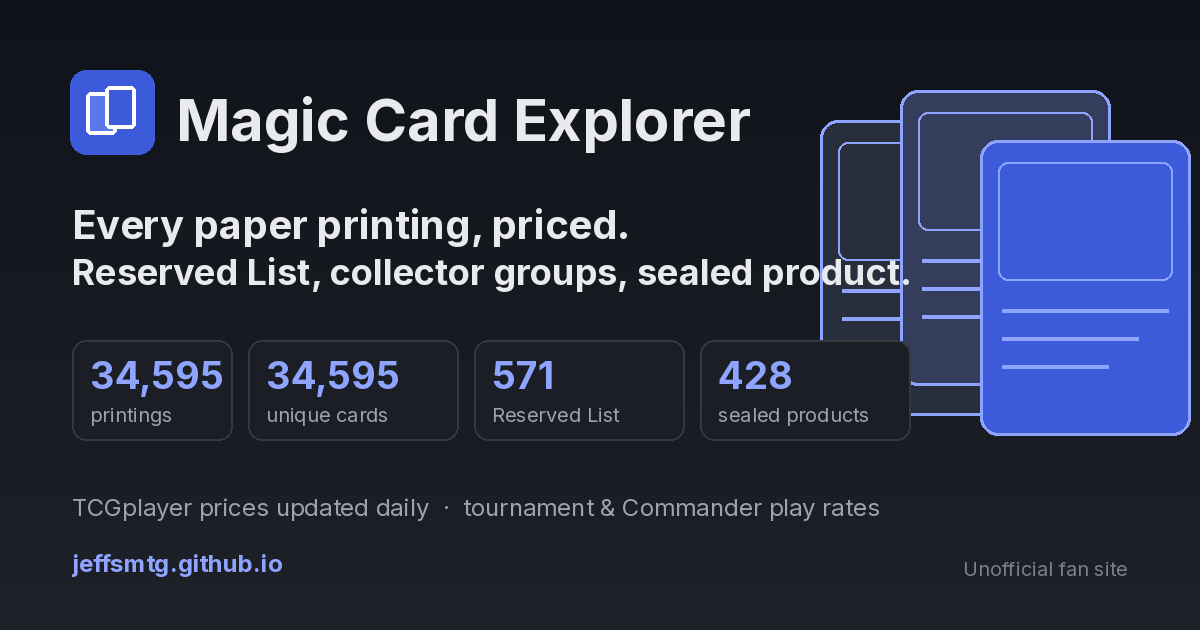 Magic Card Explorer
Every paper printing, priced.
Reserved List, collector groups, sealed product.
34,595
printings
34,595
unique cards
571
Reserved List
428
sealed products
TCGplayer prices updated daily · tournament & Commander play rates
jeffsmtg.github.io
Unofficial fan site